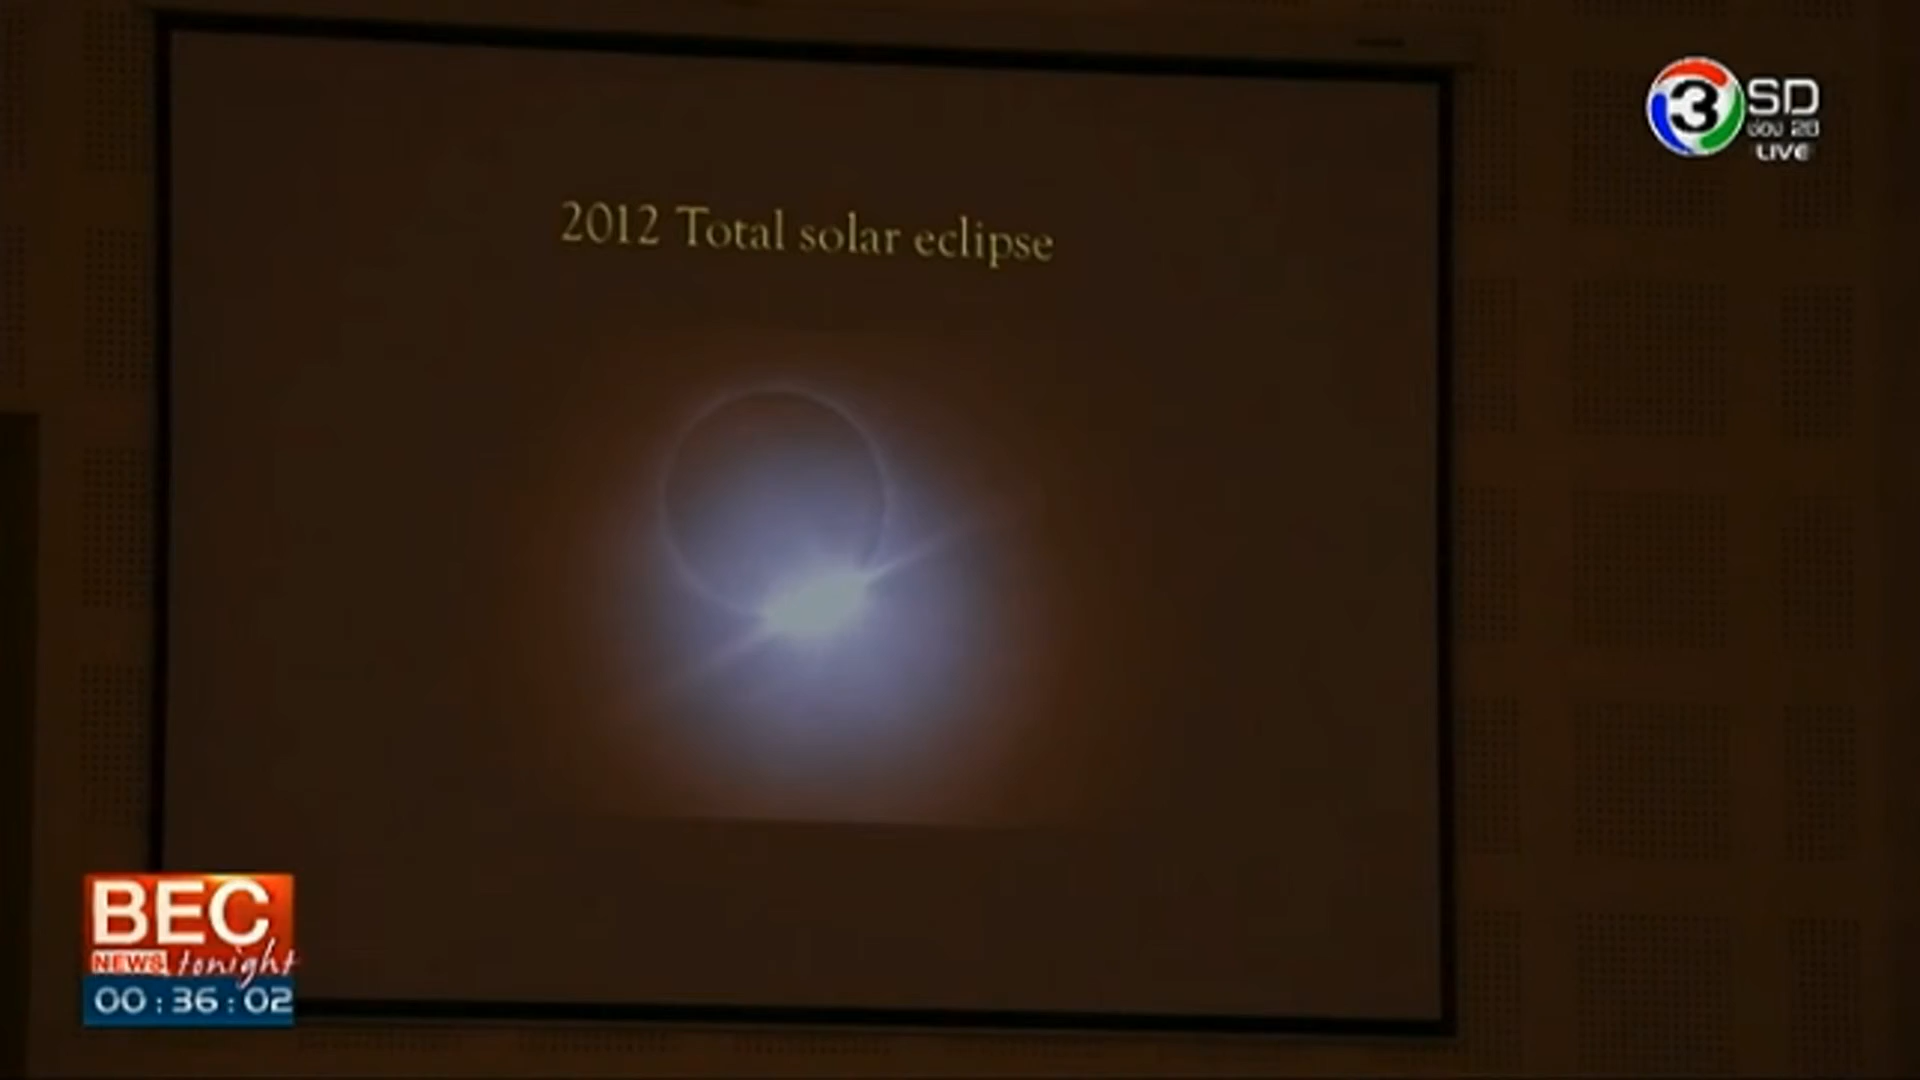 3 SD
ช่อง 28
LIVE
2012 Total solar eclipse
BEC
NEWS tonight
00:36:02